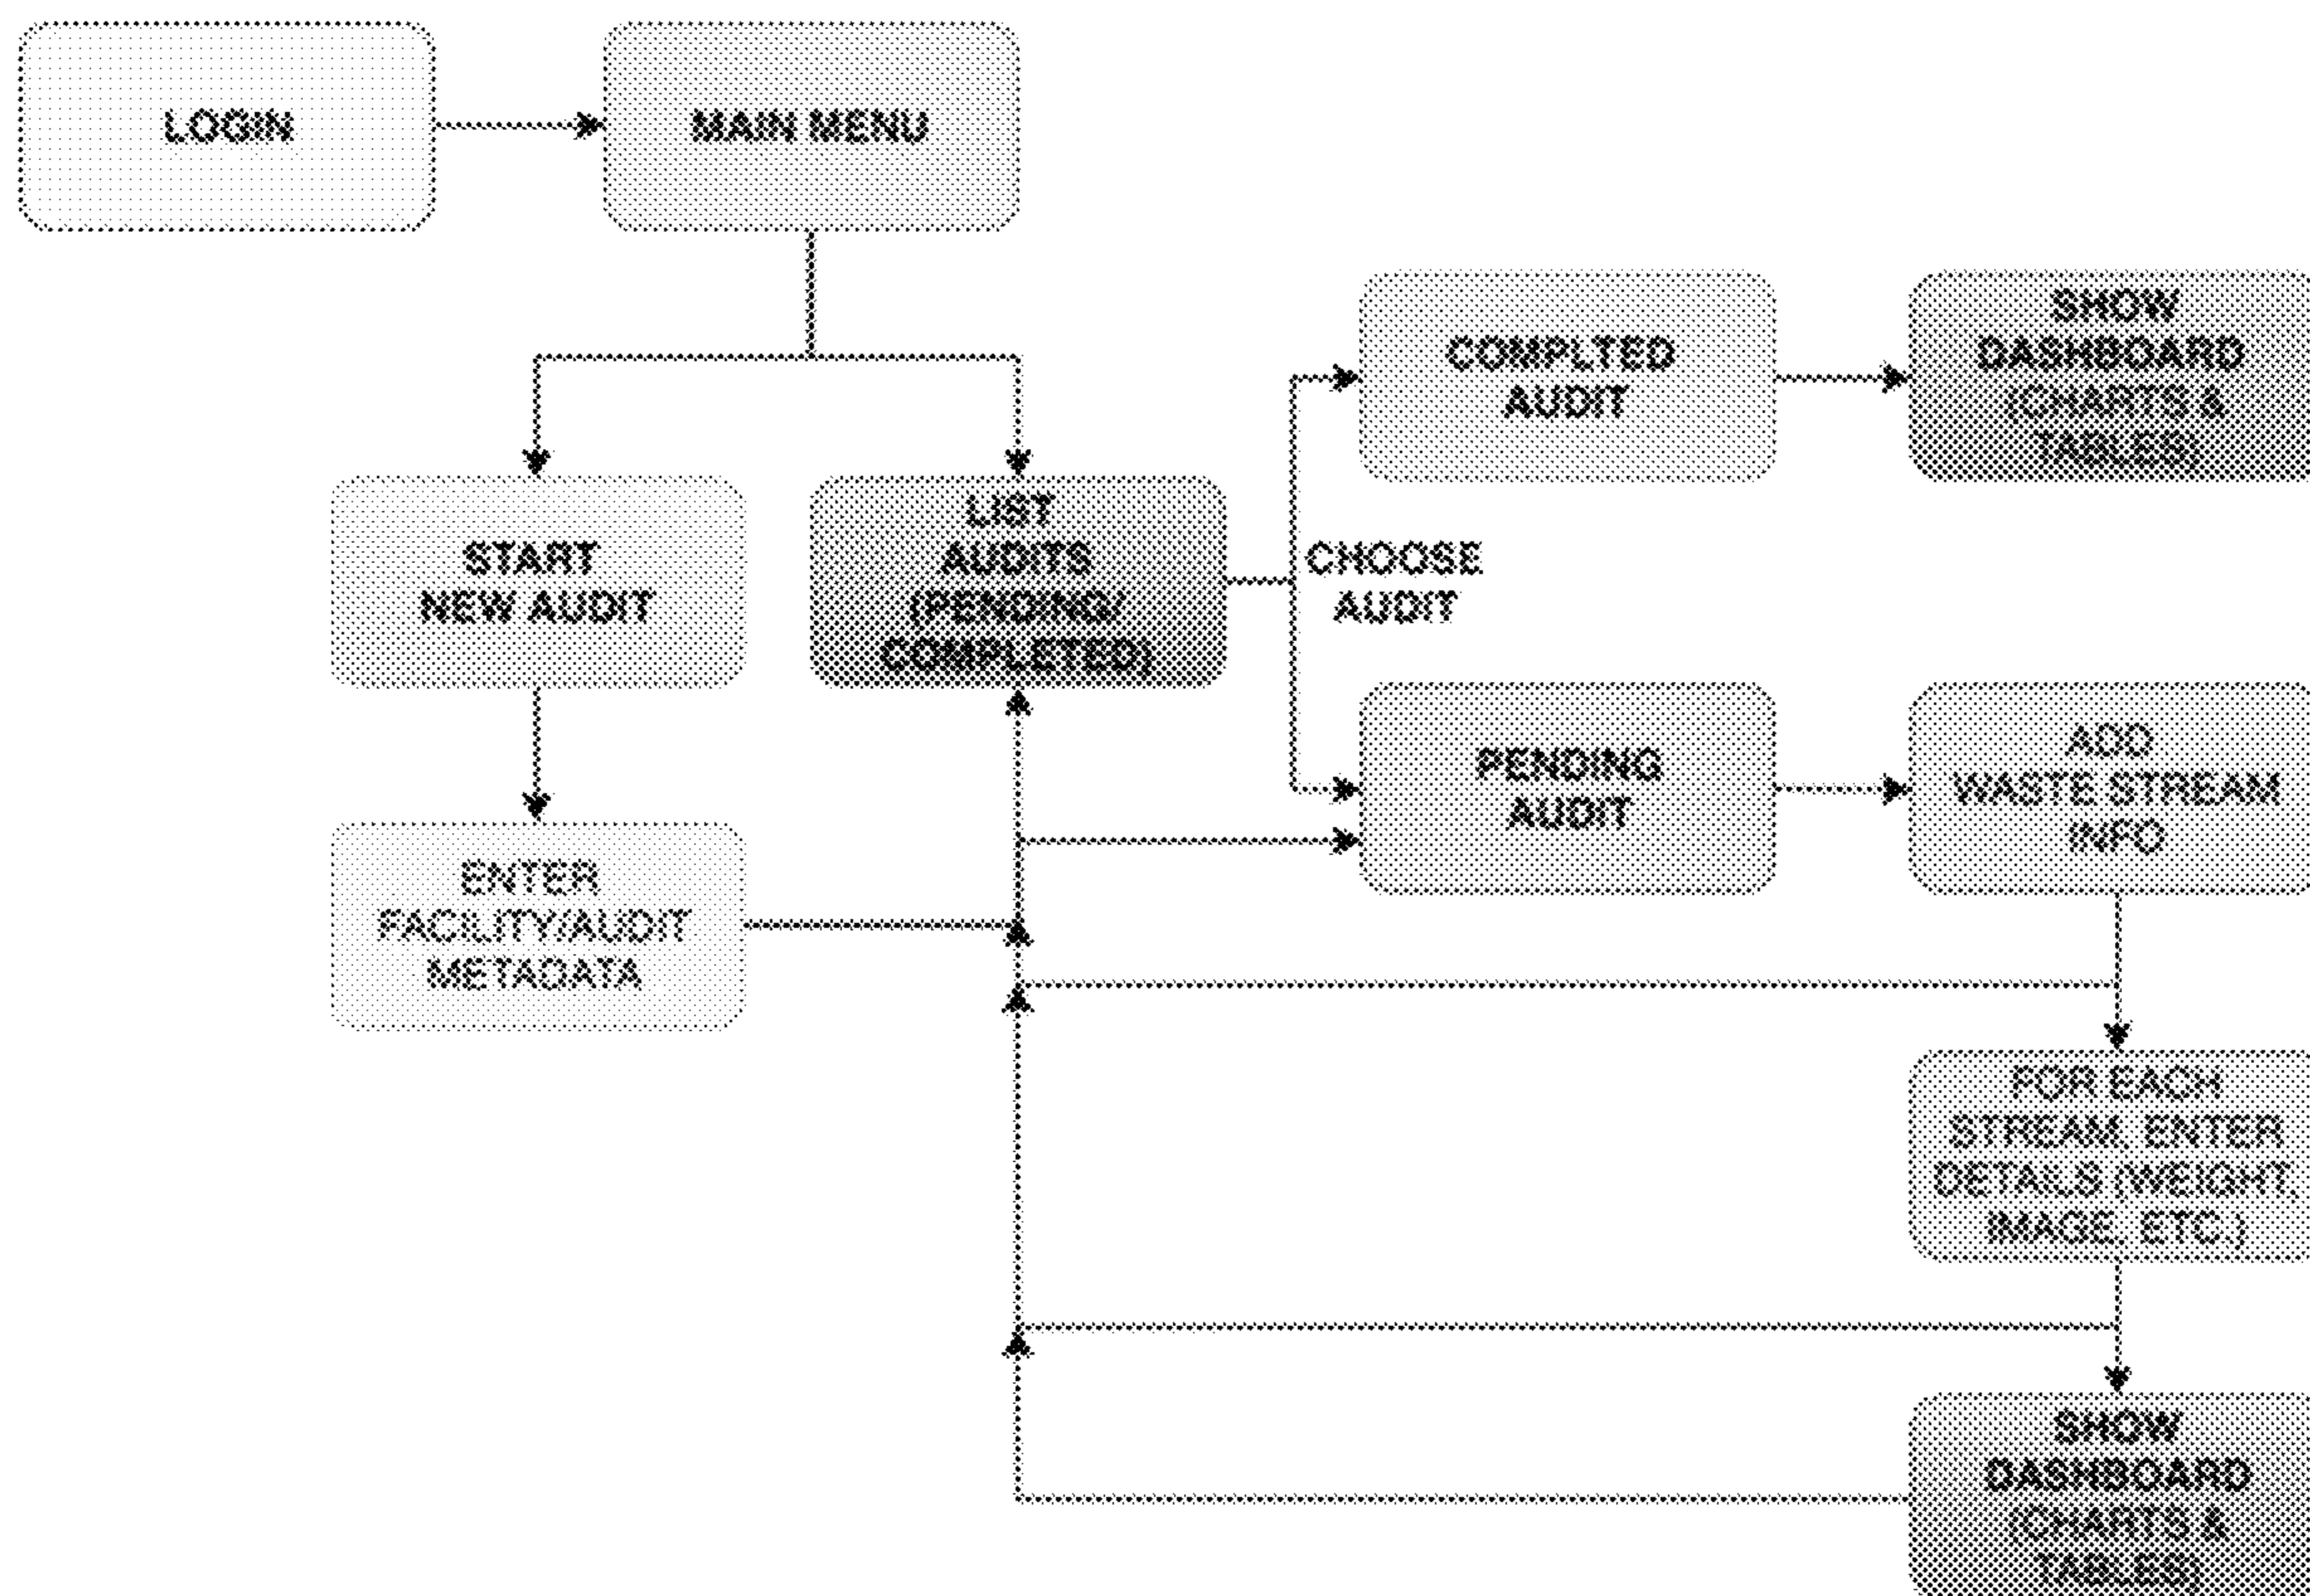 LOGIN
MAIN MENU
SHOW
DASHBOARD
(CHARTS &
TABLES)
COMPLTED
AUDIT
LIST
AUDITS
(PENDING/
COMPLETED)
START
NEW AUDIT
CHOOSE
AUDIT
PENDING
AUDIT
ADD
WASTE STREAM
INFO
ENTER
FACILITY/AUDIT
METADATA
FOR EACH
STREAM, ENTER
DETAILS (WEIGHT,
IMAGE, ETC.)
SHOW
DASHBOARD
(CHARTS &
TABLES)